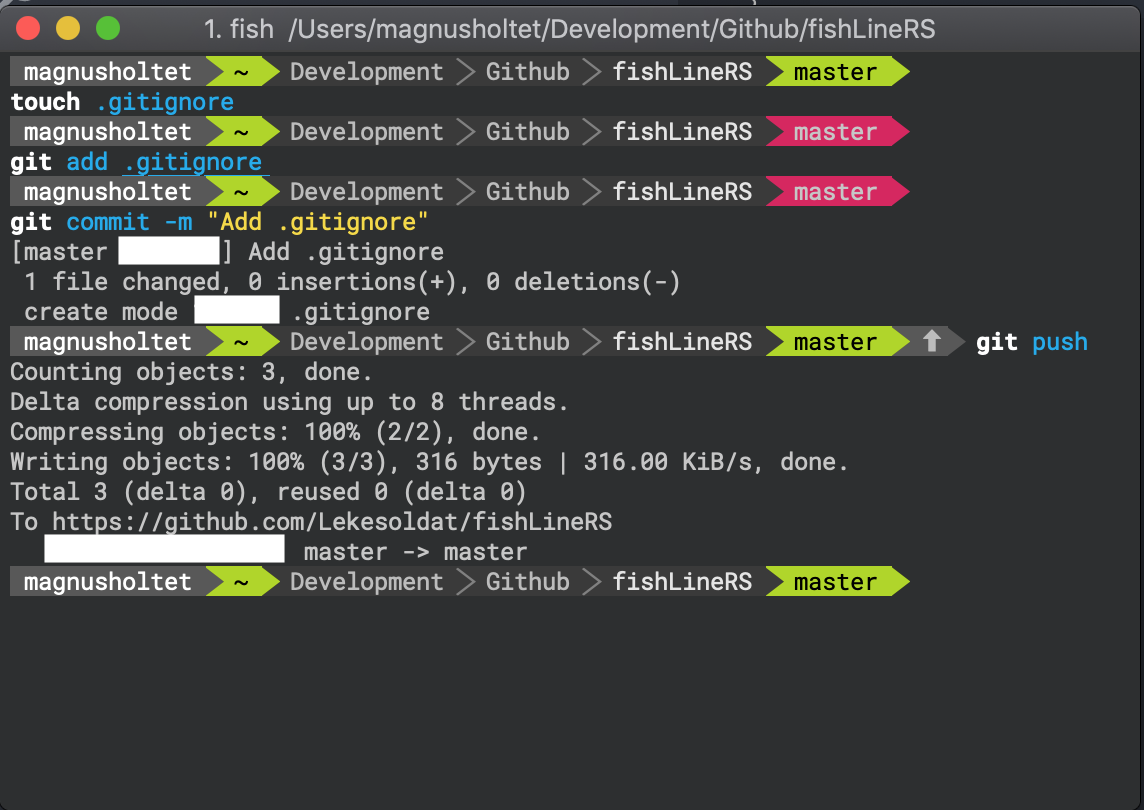 1. fish /Users/magnusholtet/Development/Github/fishLineRS
magnusholtet ~ Development Github fishLineRS master
touch .gitignore
magnusholtet ~ Development Github fishLineRS master
git add .gitignore
magnusholtet ~ Development Github fishLineRS master
git commit -m "Add .gitignore"
[master ] Add .gitignore
1 file changed, 0 insertions(+), 0 deletions(-)
create mode .gitignore
magnusholtet ~ Development Github fishLineRS master ⬆ git push
Counting objects: 3, done.
Delta compression using up to 8 threads.
Compressing objects: 100% (2/2), done.
Writing objects: 100% (3/3), 316 bytes | 316.00 KiB/s, done.
Total 3 (delta 0), reused 0 (delta 0)
To https://github.com/Lekesoldat/fishLineRS
master -> master
magnusholtet ~ Development Github fishLineRS master